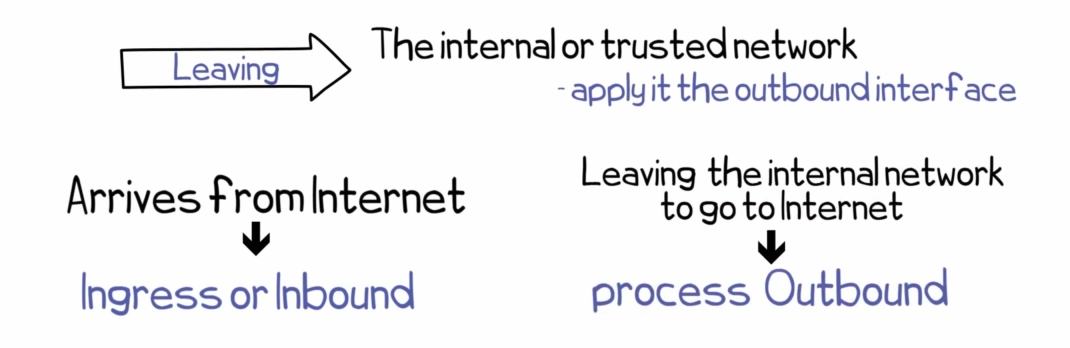 Leaving
The internal or trusted network
- apply it the outbound interface
Arrives from Internet
Ingress or Inbound
Leaving the internal network
to go to Internet
process Outbound